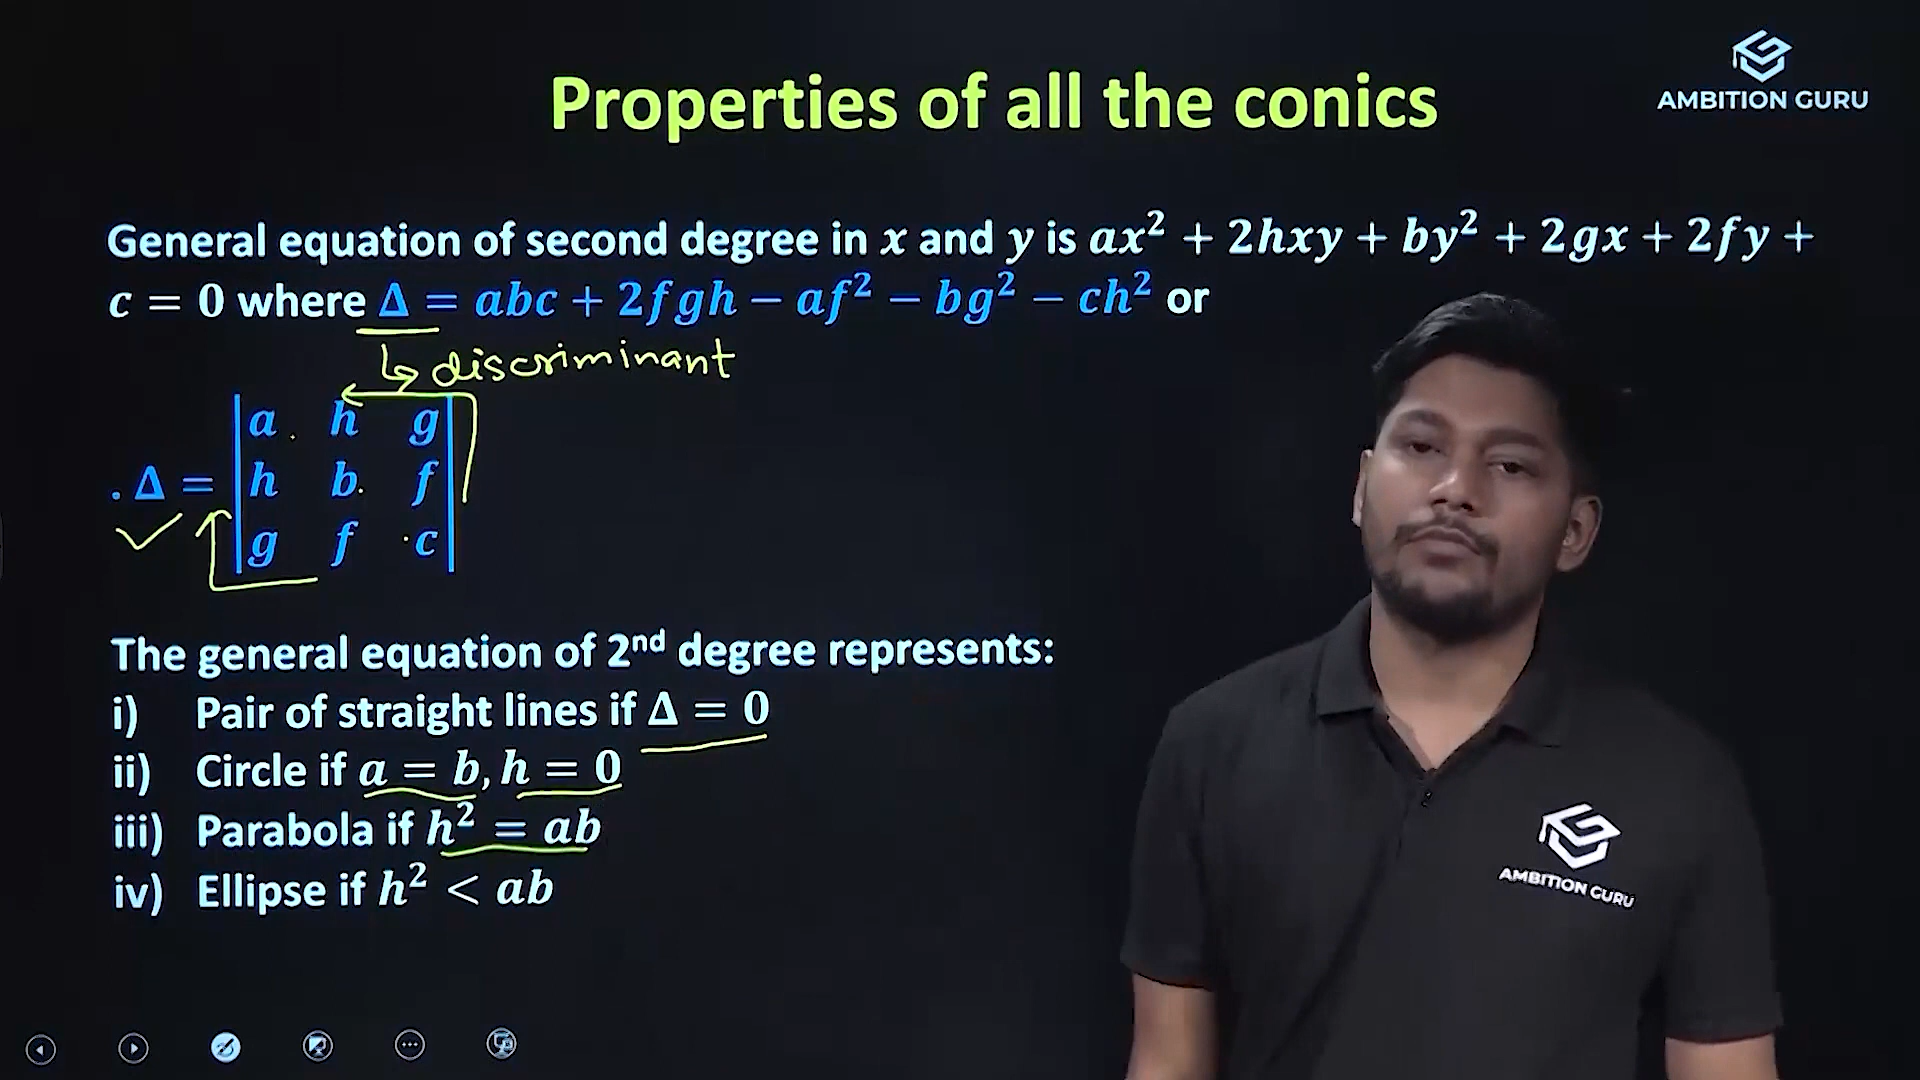 Properties of all the conics
AMBITION GURU
General equation of second degree in x and y is ax² + 2hxy + by² + 2gx + 2fy +
c = 0 where Δ = abc + 2fgh − af² − bg² − ch² or
↳ discriminant
a h g
. Δ = h b f
g f c
The general equation of 2nd degree represents:
i) Pair of straight lines if Δ = 0
ii) Circle if a = b, h = 0
iii) Parabola if h² = ab
iv) Ellipse if h² < ab
AMBITION GURU